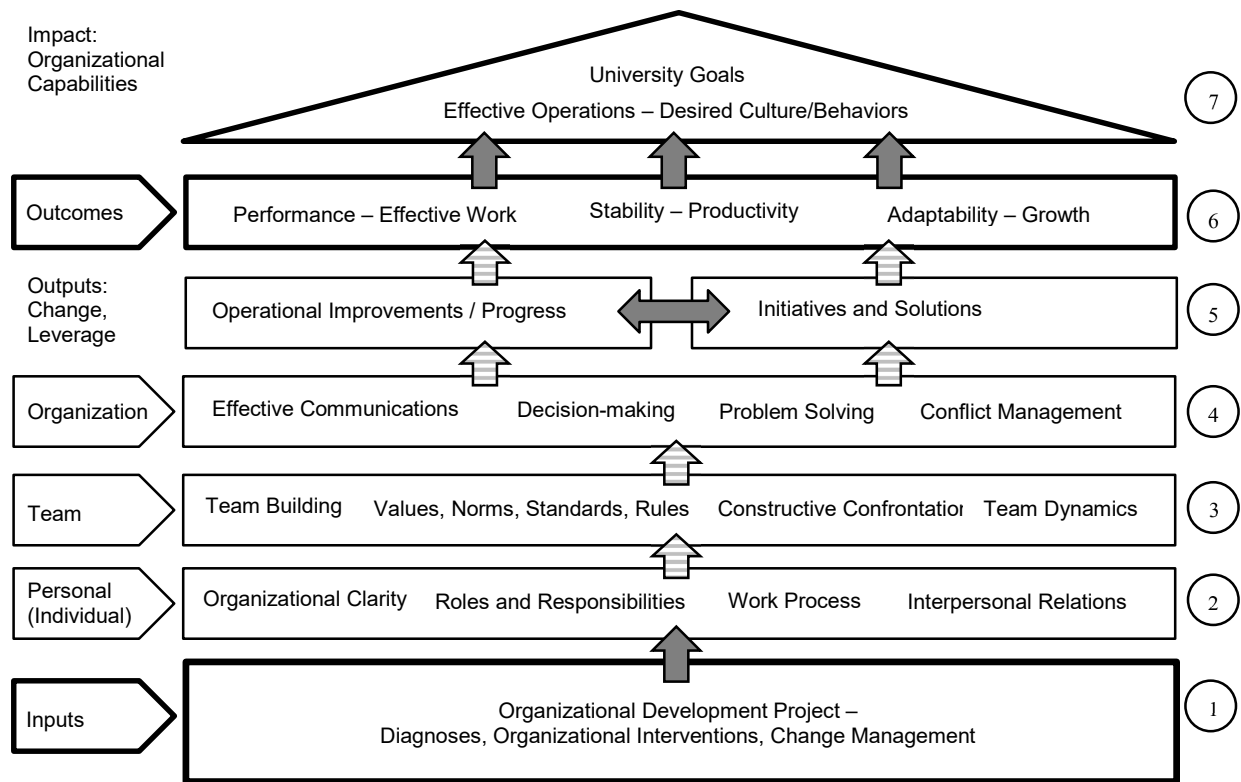 Impact:
Organizational
Capabilities
University Goals
Effective Operations – Desired Culture/Behaviors
7
Outcomes
Performance – Effective Work
Stability – Productivity
Adaptability – Growth
6
Outputs:
Change,
Leverage
Operational Improvements / Progress
Initiatives and Solutions
5
Organization
Effective Communications
Decision-making
Problem Solving
Conflict Management
4
Team
Team Building
Values, Norms, Standards, Rules
Constructive Confrontation
Team Dynamics
3
Personal
(Individual)
Organizational Clarity
Roles and Responsibilities
Work Process
Interpersonal Relations
2
Inputs
Organizational Development Project –
Diagnoses, Organizational Interventions, Change Management
1